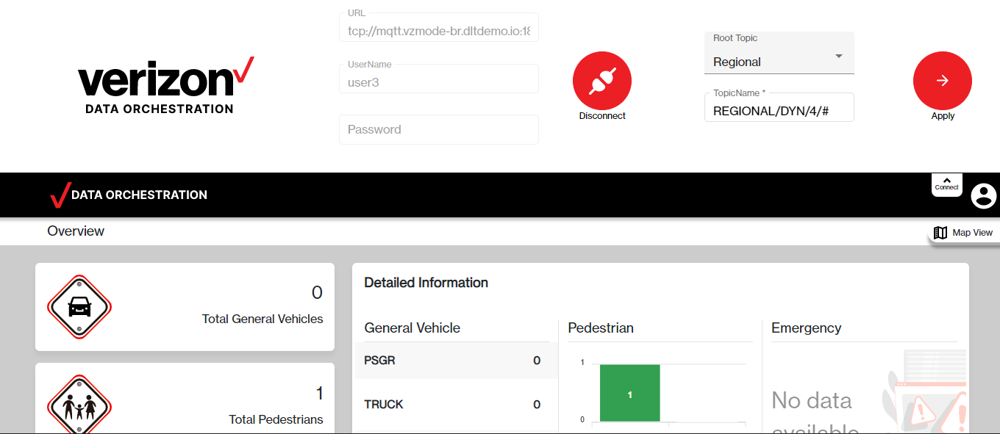 URL
tcp://mqtt.vzmode-br.dltdemo.io:18
UserName
user3
Password
verizon
DATA ORCHESTRATION
Disconnect
Root Topic
Regional
TopicName *
REGIONAL/DYN/4/#
Apply
DATA ORCHESTRATION
Connect
Overview
Map View
0
Total General Vehicles
1
Total Pedestrians
Detailed Information
General Vehicle
PSGR 0
TRUCK 0
Pedestrian
1
1
0
Emergency
No data
available